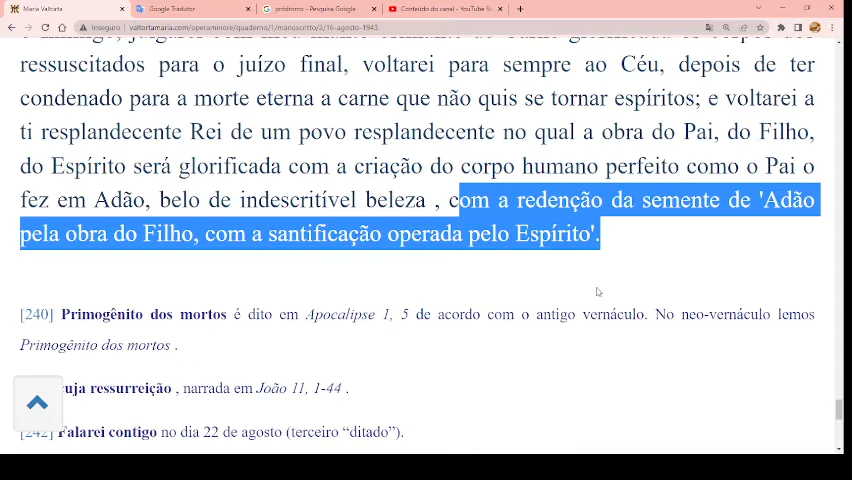 Maria Valtorta
Google Tradutor
pródromo - Pesquisa Google
Conteúdo do canal - YouTube St
Inseguro
valtortamaria.com/operaminore/quaderno/1/manoscritto/2/16-agosto-1943
ressuscitados para o juízo final, voltarei para sempre ao Céu, depois de ter
condenado para a morte eterna a carne que não quis se tornar espíritos; e voltarei a
ti resplandecente Rei de um povo resplandecente no qual a obra do Pai, do Filho,
do Espírito será glorificada com a criação do corpo humano perfeito como o Pai o
fez em Adão, belo de indescritível beleza , com a redenção da semente de 'Adão
pela obra do Filho, com a santificação operada pelo Espírito'.
[240] Primogênito dos mortos é dito em Apocalipse 1, 5 de acordo com o antigo vernáculo. No neo-vernáculo lemos
Primogênito dos mortos .
uja ressurreição , narrada em João 11, 1-44 .
[242] Falarei contigo no dia 22 de agosto (terceiro “ditado”).